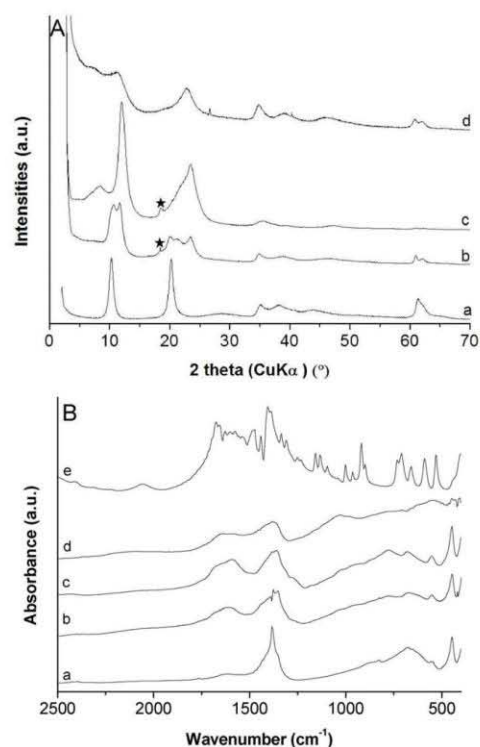 A
Intensities (a.u.)
d
c
b
a
0 10 20 30 40 50 60 70
2 theta (CuKα) (°)
B
Absorbance (a.u.)
e
d
c
b
a
2500 2000 1500 1000 500
Wavenumber (cm⁻¹)